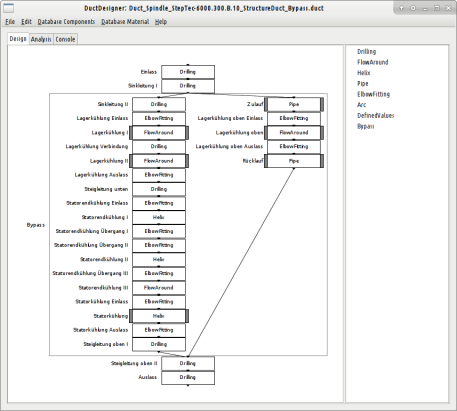 DuctDesigner: Duct_Spindle_StepTec-6000.300.B.10_StructureDuct_Bypass.duct
File Edit Database Components Database Material Help
Design Analysis Console
Einlass Drilling
Sinkleitung I Drilling
Sinkleitung II Drilling
Lagerkühlung Einlass ElbowFitting
Lagerkühlung I FlowAround
Lagerkühlung Verbindung Drilling
Lagerkühlung II FlowAround
Lagerkühlung Auslass ElbowFitting
Steigleitung unten Drilling
Statorendkühlung Einlass ElbowFitting
Statorendkühlung I Helix
Statorendkühlung Übergang I ElbowFitting
Statorendkühlung Übergang II ElbowFitting
Statorendkühlung II Helix
Statorendkühlung Übergang III ElbowFitting
Statorendkühlung III FlowAround
Statorkühlung Einlass ElbowFitting
Statorkühlung Helix
Statorkühlung Auslass ElbowFitting
Steigleitung oben I Drilling
Bypass
Zulauf Pipe
Lagerkühlung oben Einlass ElbowFitting
Lagerkühlung oben FlowAround
Lagerkühlung oben Auslass ElbowFitting
Rücklauf Pipe
Steigleitung oben II Drilling
Auslass Drilling
Drilling
FlowAround
Helix
Pipe
ElbowFitting
Arc
DefinedValues
Bypass